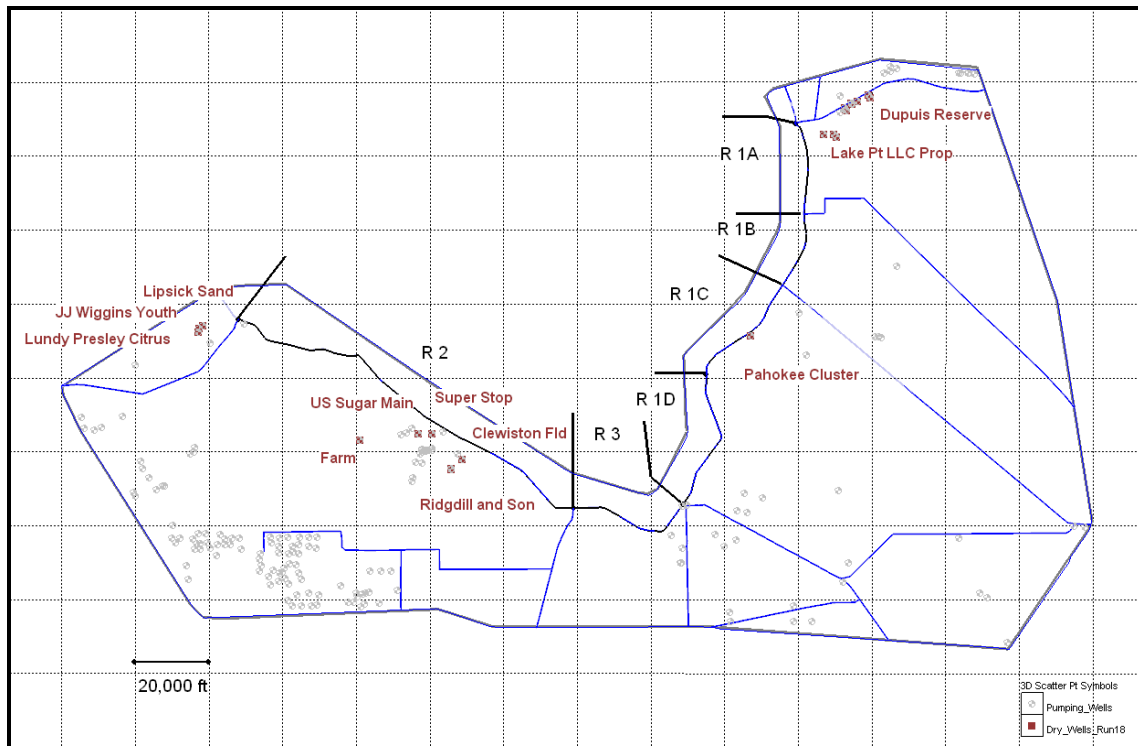 Dupuis Reserve
Lake Pt LLC Prop
R 1A
R 1B
R 1C
Lipsick Sand
JJ Wiggins Youth
Lundy Presley Citrus
R 2
Pahokee Cluster
R 1D
US Sugar Main
Super Stop
Clewiston Fld
R 3
Farm
Ridgdill and Son
20,000 ft
3D Scatter Pt Symbols
Pumping_Wells
Dry_Wells_Run18